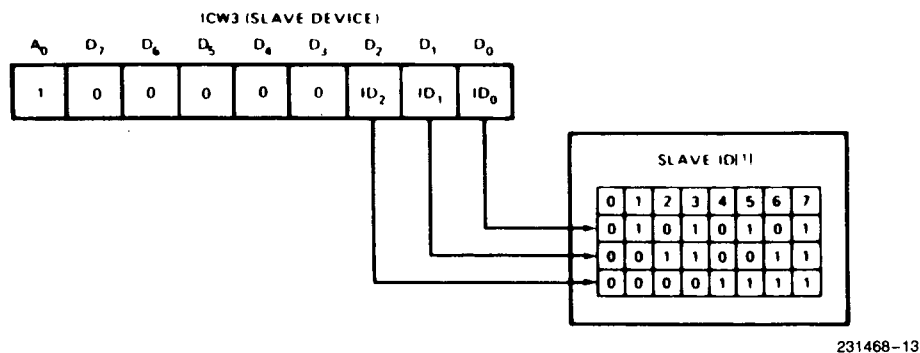 ICW3 (SLAVE DEVICE)
A0 D7 D6 D5 D4 D3 D2 D1 D0
1 0 0 0 0 0 ID2 ID1 ID0
SLAVE ID[1]
0 1 2 3 4 5 6 7
0 1 0 1 0 1 0 1
0 0 1 1 0 0 1 1
0 0 0 0 1 1 1 1
231468-13